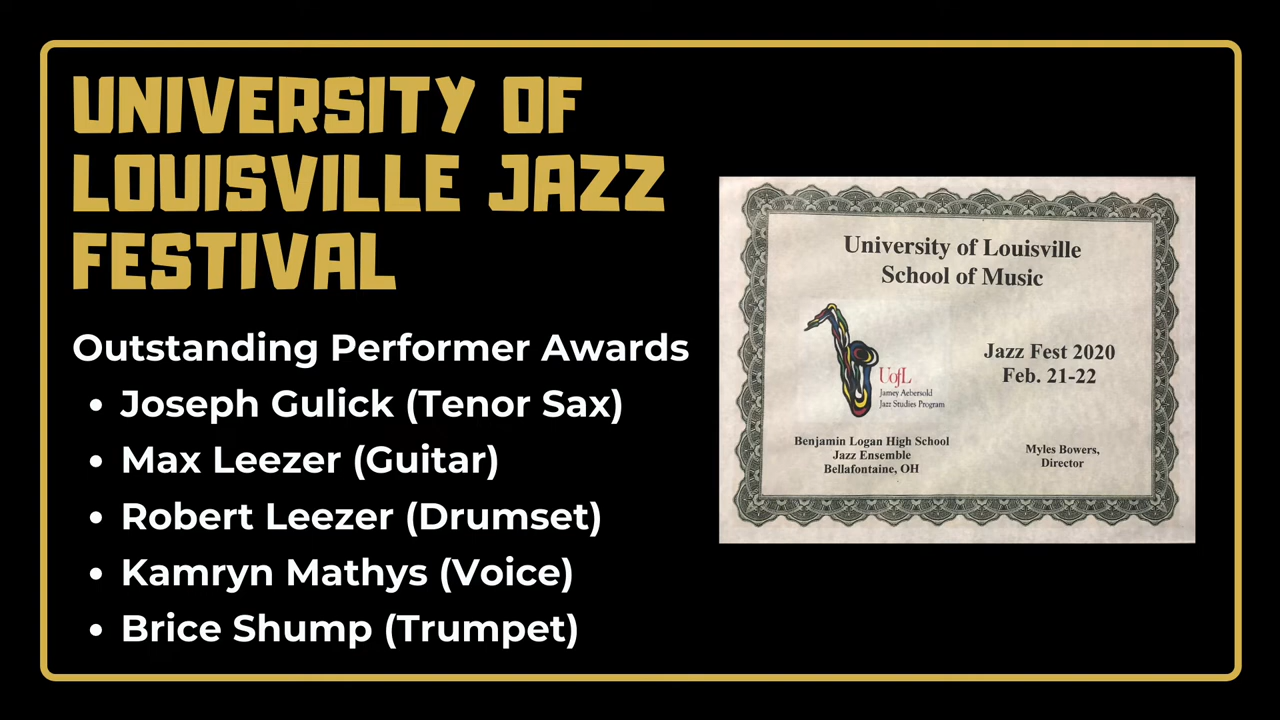 UNIVERSITY OF
LOUISVILLE JAZZ
FESTIVAL
Outstanding Performer Awards
• Joseph Gulick (Tenor Sax)
• Max Leezer (Guitar)
• Robert Leezer (Drumset)
• Kamryn Mathys (Voice)
• Brice Shump (Trumpet)
University of Louisville
School of Music
Jazz Fest 2020
Feb. 21-22
UofL
Jamey Aebersold
Jazz Studies Program
Benjamin Logan High School
Jazz Ensemble
Bellafontaine, OH
Myles Bowers,
Director